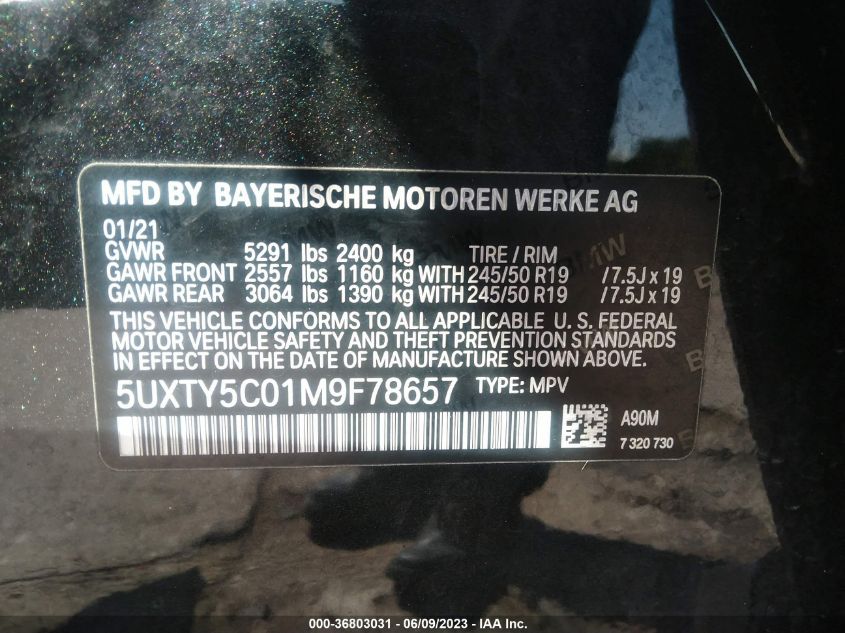 MFD BY BAYERISCHE MOTOREN WERKE AG
01/21
GVWR 5291 lbs 2400 kg TIRE / RIM
GAWR FRONT 2557 lbs 1160 kg WITH 245/50 R19 / 7.5J x 19
GAWR REAR 3064 lbs 1390 kg WITH 245/50 R19 / 7.5J x 19
THIS VEHICLE CONFORMS TO ALL APPLICABLE U. S. FEDERAL
MOTOR VEHICLE SAFETY AND THEFT PREVENTION STANDARDS
IN EFFECT ON THE DATE OF MANUFACTURE SHOWN ABOVE.
5UXTY5C01M9F78657 TYPE: MPV
A90M
7 320 730
000-36803031 - 06/09/2023 - IAA Inc.